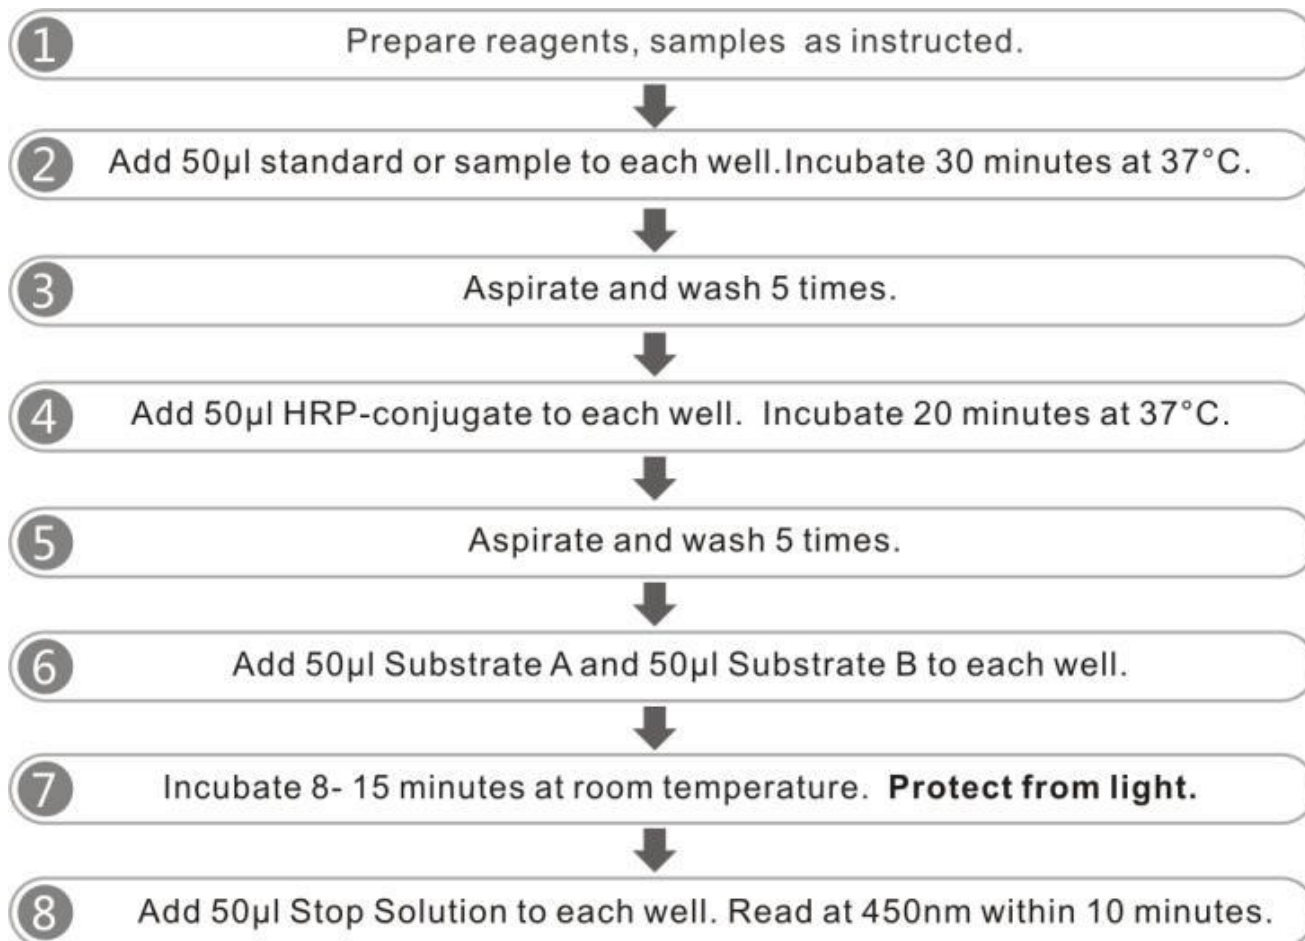 1 Prepare reagents, samples as instructed.
2 Add 50µl standard or sample to each well.Incubate 30 minutes at 37°C.
3 Aspirate and wash 5 times.
4 Add 50µl HRP-conjugate to each well. Incubate 20 minutes at 37°C.
5 Aspirate and wash 5 times.
6 Add 50µl Substrate A and 50µl Substrate B to each well.
7 Incubate 8- 15 minutes at room temperature. Protect from light.
8 Add 50µl Stop Solution to each well. Read at 450nm within 10 minutes.